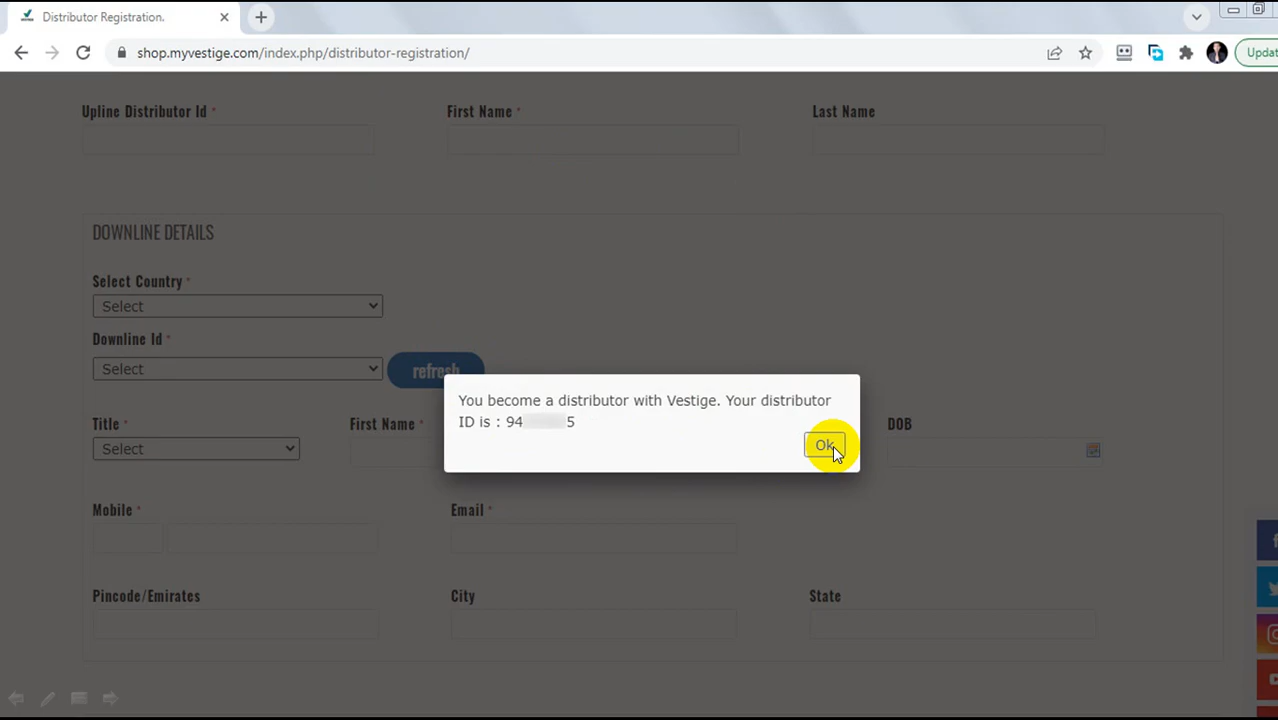 Distributor Registration.
shop.myvestige.com/index.php/distributor-registration/
Updat
Upline Distributor Id *
First Name *
Last Name
DOWNLINE DETAILS
Select Country *
Select
Downline Id *
Select
refresh
You become a distributor with Vestige. Your distributor
ID is : 94 5
Ok
Title *
First Name *
DOB
Select
Mobile *
Email *
Pincode/Emirates
City
State